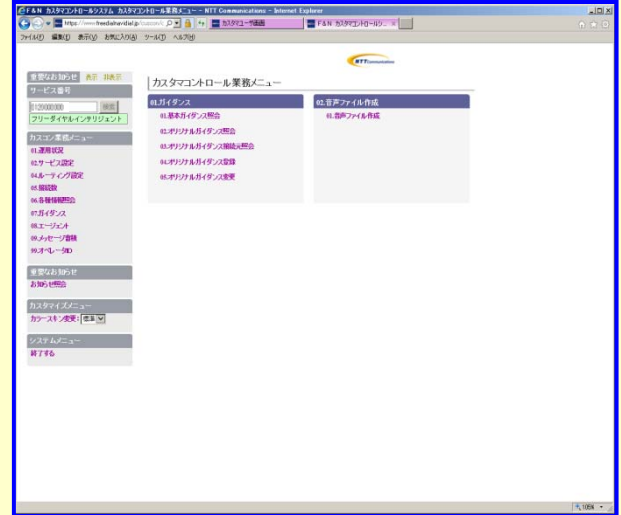 F&N カスタマコントロールシステム カスタマコントロール業務メニュー - NTT Communications - Internet Explorer
カスタマユーザ画面
F&N カスタマコントロールシ...
ファイル(F) 編集(E) 表示(V) お気に入り(A) ツール(T) ヘルプ(H)
NTT Communications
重要なお知らせ 表示 非表示
サービス番号
検索
フリーダイヤル・インテリジェント
カスコン業務メニュー
01.運用状況
02.サービス設定
04.ルーティング設定
05.接続数
06.各種情報照会
07.ガイダンス
08.エージェント
09.メッセージ蓄積
99.オペレータID
重要なお知らせ
お知らせ照会
カスタマイズメニュー
カラースキン変更: 標準
システムメニュー
終了する
カスタマコントロール業務メニュー
01.ガイダンス
01.基本ガイダンス照会
02.オリジナルガイダンス照会
03.オリジナルガイダンス接続元照会
04.オリジナルガイダンス登録
05.オリジナルガイダンス変更
02.音声ファイル作成
01.音声ファイル作成
105%